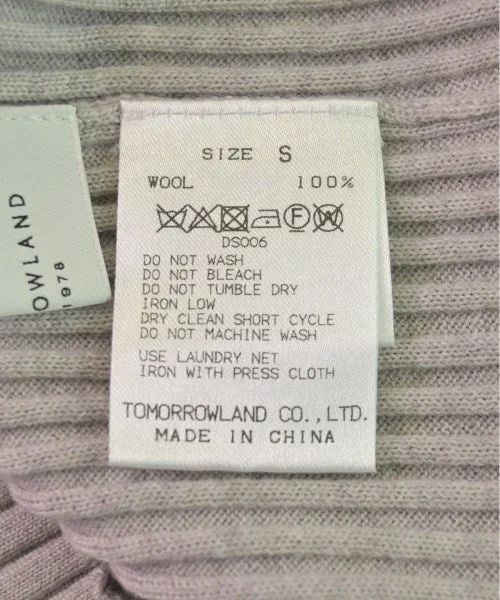 SIZE S
WOOL 100%
F W
DS006
DO NOT WASH
DO NOT BLEACH
DO NOT TUMBLE DRY
IRON LOW
DRY CLEAN SHORT CYCLE
DO NOT MACHINE WASH
USE LAUNDRY NET
IRON WITH PRESS CLOTH
TOMORROWLAND CO.,LTD.
MADE IN CHINA
OWLAND
1978